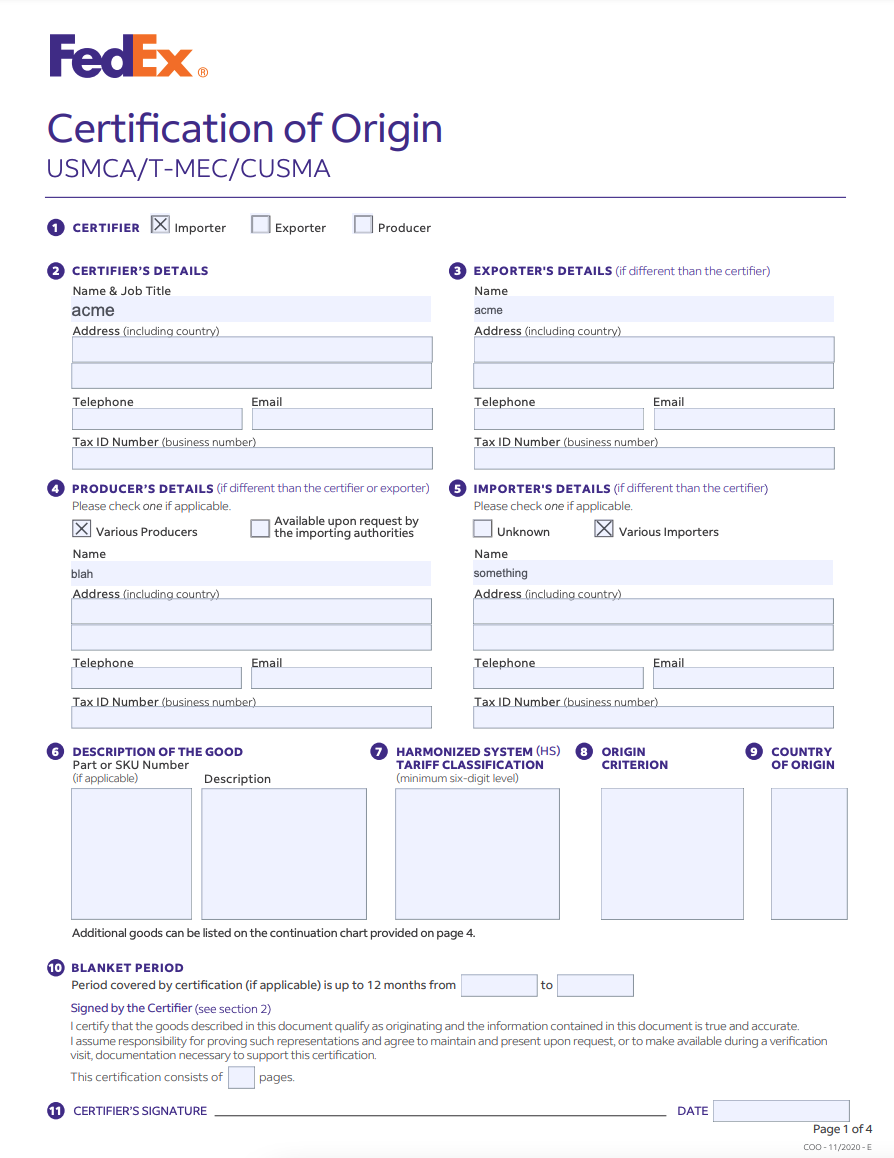 FedEx®
Certification of Origin
USMCA/T-MEC/CUSMA
1 CERTIFIER Importer Exporter Producer
2 CERTIFIER'S DETAILS
Name & Job Title
acme
Address (including country)
Telephone Email
Tax ID Number (business number)
3 EXPORTER'S DETAILS (if different than the certifier)
Name
acme
Address (including country)
Telephone Email
Tax ID Number (business number)
4 PRODUCER'S DETAILS (if different than the certifier or exporter)
Please check one if applicable.
Various Producers Available upon request by
the importing authorities
Name
blah
Address (including country)
Telephone Email
Tax ID Number (business number)
5 IMPORTER'S DETAILS (if different than the certifier)
Please check one if applicable.
Unknown Various Importers
Name
something
Address (including country)
Telephone Email
Tax ID Number (business number)
6 DESCRIPTION OF THE GOOD
Part or SKU Number
(if applicable) Description
7 HARMONIZED SYSTEM (HS)
TARIFF CLASSIFICATION
(minimum six-digit level)
8 ORIGIN
CRITERION
9 COUNTRY
OF ORIGIN
Additional goods can be listed on the continuation chart provided on page 4.
10 BLANKET PERIOD
Period covered by certification (if applicable) is up to 12 months from to
Signed by the Certifier (see section 2)
I certify that the goods described in this document qualify as originating and the information contained in this document is true and accurate.
I assume responsibility for proving such representations and agree to maintain and present upon request, or to make available during a verification
visit, documentation necessary to support this certification.
This certification consists of pages.
11 CERTIFIER'S SIGNATURE DATE
Page 1 of 4
COO - 11/2020 - E